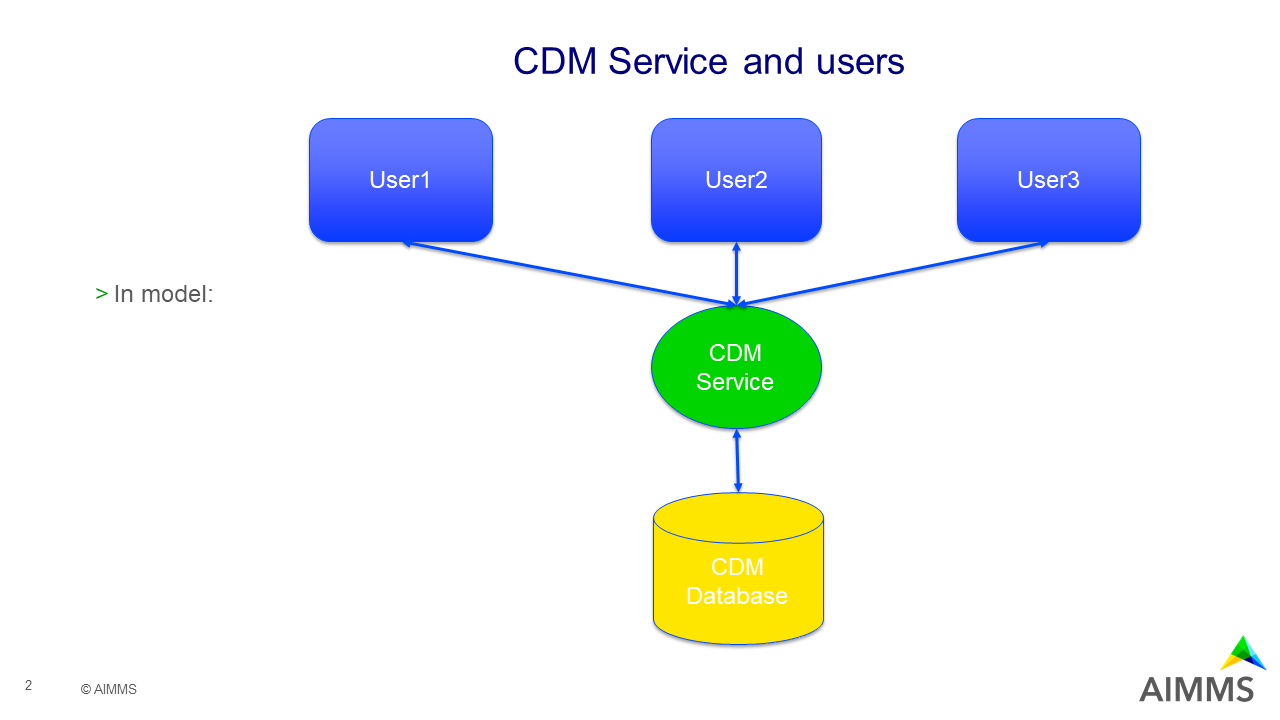 CDM Service and users
User1
User2
User3
> In model:
CDM
Service
CDM
Database
2
© AIMMS
AIMMS